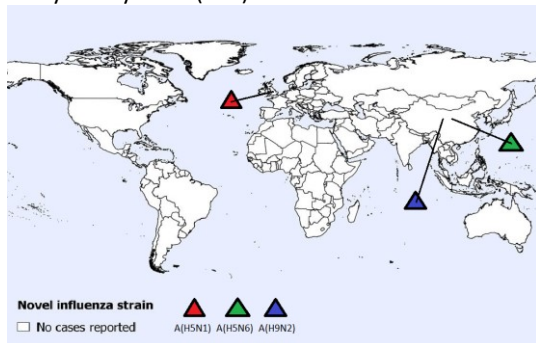 Novel influenza strain
No cases reported
A(H5N1) A(H5N6) A(H9N2)